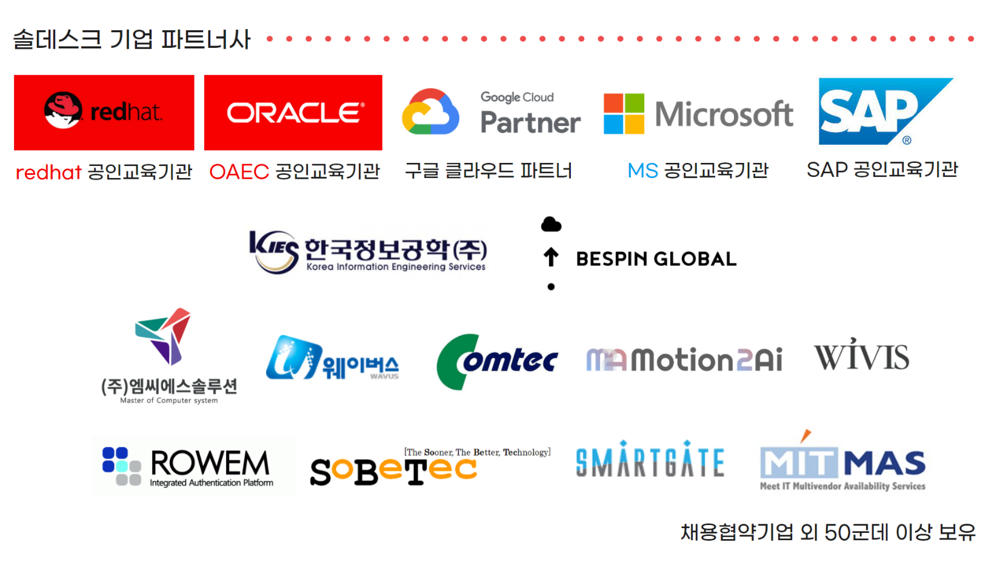 솔데스크 기업 파트너사
redhat.
ORACLE®
Google Cloud
Partner
Microsoft
SAP®
redhat 공인교육기관
OAEC 공인교육기관
구글 클라우드 파트너
MS 공인교육기관
SAP 공인교육기관
KIES 한국정보공학(주)
Korea Information Engineering Services
BESPIN GLOBAL
(주)엠씨에스솔루션
Master of Computer system
웨이버스
WAVUS
Comtec
Motion2Ai
WIVIS
ROWEM
Integrated Authentication Platform
[The Sooner, The Better, Technology]
SoBeTec
SMARTGATE
MIT MAS
Meet IT Multivendor Availability Services
채용협약기업 외 50군데 이상 보유